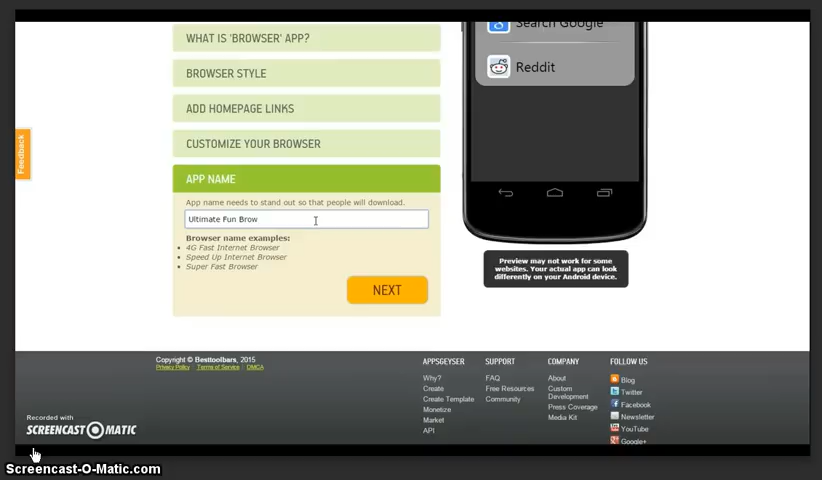 WHAT IS 'BROWSER' APP?
Search Google
Reddit
BROWSER STYLE
ADD HOMEPAGE LINKS
CUSTOMIZE YOUR BROWSER
Feedback
APP NAME
App name needs to stand out so that people will download.
Ultimate Fun Brow
Browser name examples:
4G Fast Internet Browser
Speed Up Internet Browser
Super Fast Browser
NEXT
Preview may not work for some
websites. Your actual app can look
differently on your Android device.
Copyright © Besttoolbars, 2015
Privacy Policy Terms of Service DMCA
APPSGEYSER
Why?
Create
Create Template
Monetize
Market
API
SUPPORT
FAQ
Free Resources
Community
COMPANY
About
Custom
Development
Press Coverage
Media Kit
FOLLOW US
Blog
Twitter
Facebook
Newsletter
YouTube
Google+
Recorded with
SCREENCAST-O-MATIC
Screencast-O-Matic.com